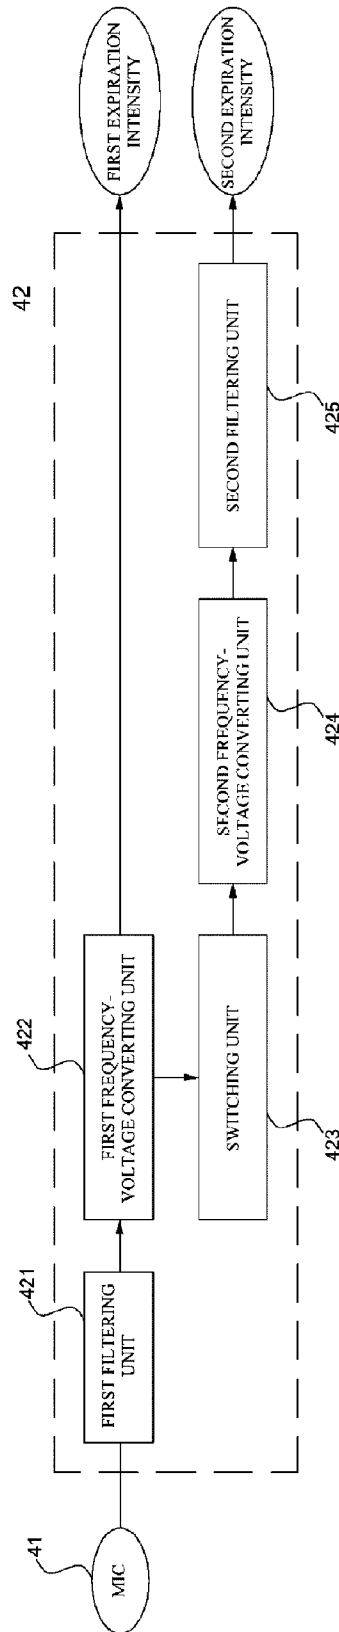 42
41
MIC
421
FIRST FILTERING
UNIT
422
FIRST FREQUENCY-
VOLTAGE CONVERTING UNIT
FIRST EXPIRATION
INTENSITY
SWITCHING UNIT
423
SECOND FREQUENCY-
VOLTAGE CONVERTING UNIT
424
SECOND FILTERING UNIT
425
SECOND EXPIRATION
INTENSITY